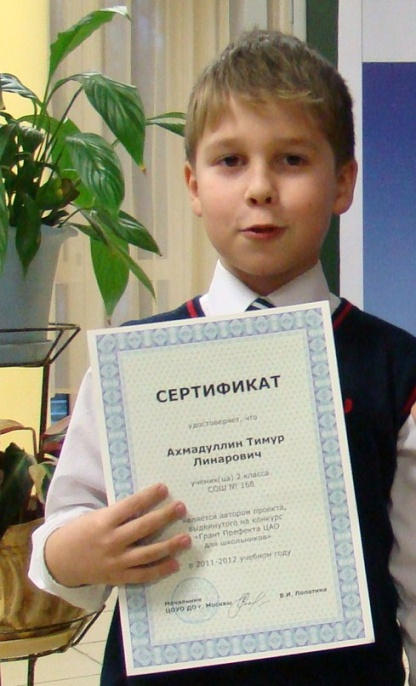 СЕРТИФИКАТ
удостоверяет, что
Ахмадуллин Тимур
Линарович
ученик(ца) 2 класса
СОШ № 168
является автором проекта,
выдвинутого на конкурс
«Грант Префекта ЦАО
для школьников»
в 2011-2012 учебном году
Начальник
ЦОУО ДО г. Москвы
В.И. Лопатина